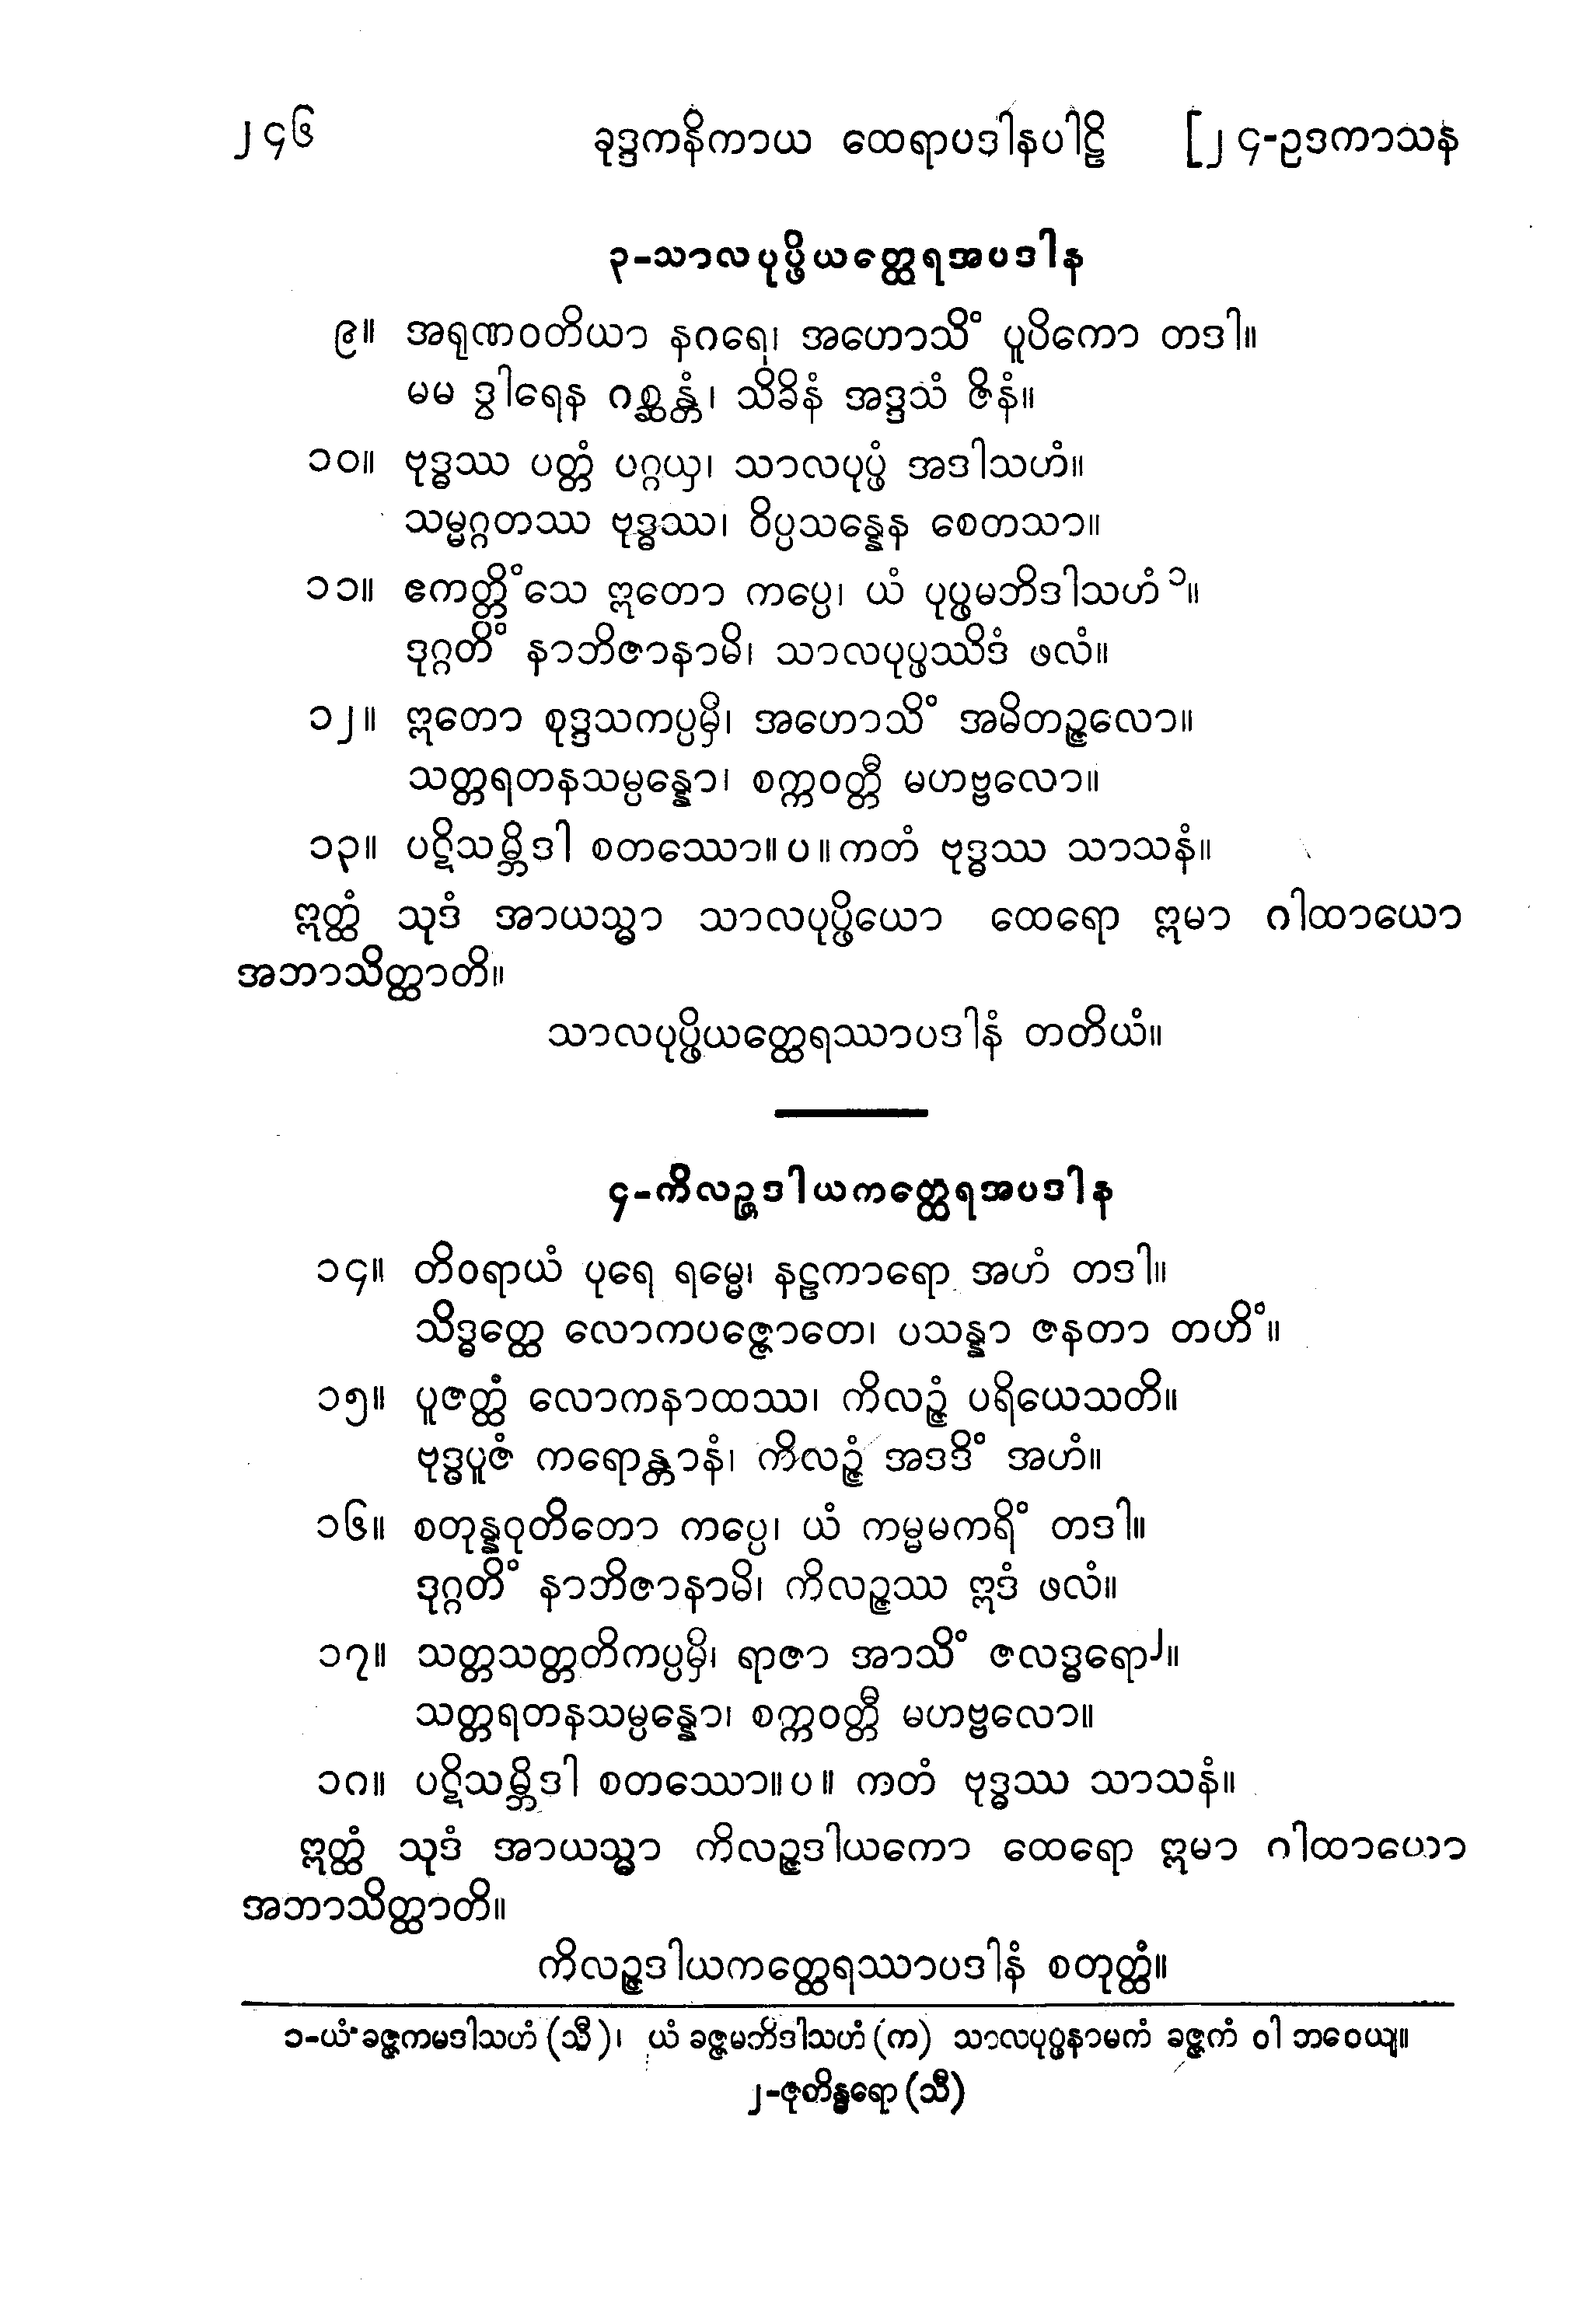 ၂၄၆ ခုဒ္ဒကနိကာယ ထေရာပဒါနပါဠိ [၂၄-ဥဒကာသန
၃-သာလပုပ္ဖိယတ္ထေရအပဒါန
၉။ အရုဏဝတိယာ နဂရေ၊ အဟောသိံ ပူပိကော တဒါ။
မမ ဒွါရေန ဂစ္ဆန္တံ၊ သိခိနံ အဒ္ဒသံ ဇိနံ။
၁၀။ ဗုဒ္ဓဿ ပတ္တံ ပဂ္ဂယှ၊ သာလပုပ္ဖံ အဒါသဟံ။
သမ္မဂ္ဂတဿ ဗုဒ္ဓဿ၊ ဝိပ္ပသန္နေန စေတသာ။
၁၁။ ဧကတ္တိံသေ ဣတော ကပ္ပေ၊ ယံ ပုပ္ဖမဘိဒါသဟံ ၁။
ဒုဂ္ဂတိံ နာဘိဇာနာမိ၊ သာလပုပ္ဖဿိဒံ ဖလံ။
၁၂။ ဣတော စုဒ္ဒသကပ္ပမှိ၊ အဟောသိံ အမိတဉ္ဇလော။
သတ္တရတနသမ္ပန္နော၊ စက္ကဝတ္တီ မဟဗ္ဗလော။
၁၃။ ပဋိသမ္ဘိဒါ စတဿော။ပ။ကတံ ဗုဒ္ဓဿ သာသနံ။
ဣတ္ထံ သုဒံ အာယသ္မာ သာလပုပ္ဖိယော ထေရော ဣမာ ဂါထာယော
အဘာသိတ္ထာတိ။
သာလပုပ္ဖိယတ္ထေရဿာပဒါနံ တတိယံ။
၄-ကိလဉ္ဇဒါယကတ္ထေရအပဒါန
၁၄။ တိဝရာယံ ပုရေ ရမ္မေ၊ နဠကာရော အဟံ တဒါ။
သိဒ္ဓတ္ထေ လောကပဇ္ဇောတေ၊ ပသန္နာ ဇနတာ တဟိံ။
၁၅။ ပူဇတ္ထံ လောကနာထဿ၊ ကိလဉ္ဇံ ပရိယေသတိ။
ဗုဒ္ဓပူဇံ ကရောန္တာနံ၊ ကိလဉ္ဇံ အဒဒိံ အဟံ။
၁၆။ စတုန္နဝုတိတော ကပ္ပေ၊ ယံ ကမ္မမကရိံ တဒါ။
ဒုဂ္ဂတိံ နာဘိဇာနာမိ၊ ကိလဉ္ဇဿ ဣဒံ ဖလံ။
၁၇။ သတ္တသတ္တတိကပ္ပမှိ၊ ရာဇာ အာသိံ ဇလဒ္ဓရော၂။
သတ္တရတနသမ္ပန္နော၊ စက္ကဝတ္တီ မဟဗ္ဗလော။
၁၈။ ပဋိသမ္ဘိဒါ စတဿော။ပ။ ကတံ ဗုဒ္ဓဿ သာသနံ။
ဣတ္ထံ သုဒံ အာယသ္မာ ကိလဉ္ဇဒါယကော ထေရော ဣမာ ဂါထာယော
အဘာသိတ္ထာတိ။
ကိလဉ္ဇဒါယကတ္ထေရဿာပဒါနံ စတုတ္ထံ။
၁-ယံ ခဇ္ဇကမဒါသဟံ (သီ)၊ ယံ ခဇ္ဇမဘိဒါသဟံ (က) သာလပုပ္ဖနာမကံ ခဇ္ဇကံ ဝါ ဘဝေယျ။
၂-ဇုတိန္ဓရော (သီ)